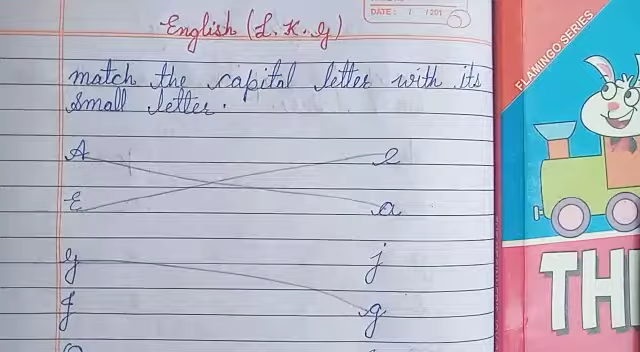 English (L.K.G)
DATE: / /201
match the capital letter with its
small letter.
A e
E a
G j
J g
FLAMINGO SERIES
TH